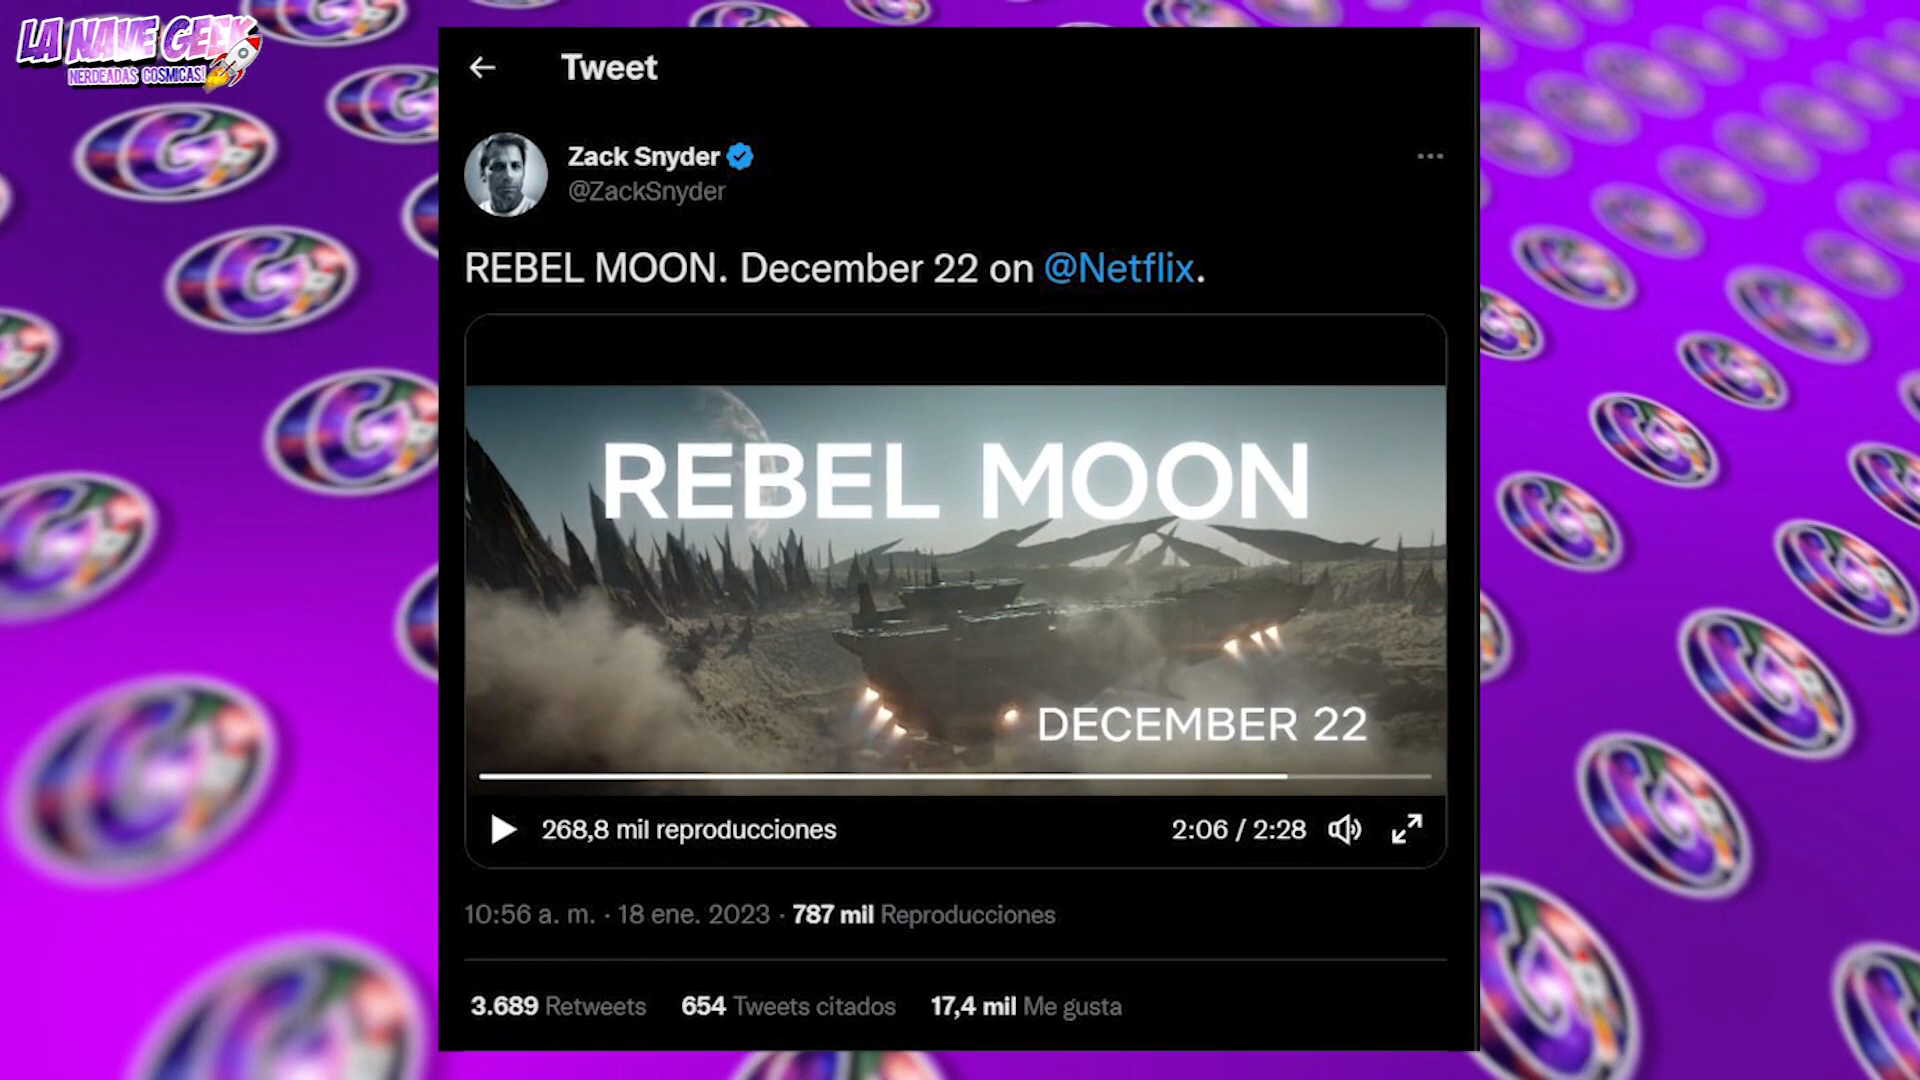 LA NAVE GEEK
NERDEADAS COSMICAS!
Tweet
Zack Snyder
@ZackSnyder
REBEL MOON. December 22 on @Netflix.
REBEL MOON
DECEMBER 22
268,8 mil reproducciones
2:06 / 2:28
10:56 a. m. · 18 ene. 2023 · 787 mil Reproducciones
3.689 Retweets 654 Tweets citados 17,4 mil Me gusta